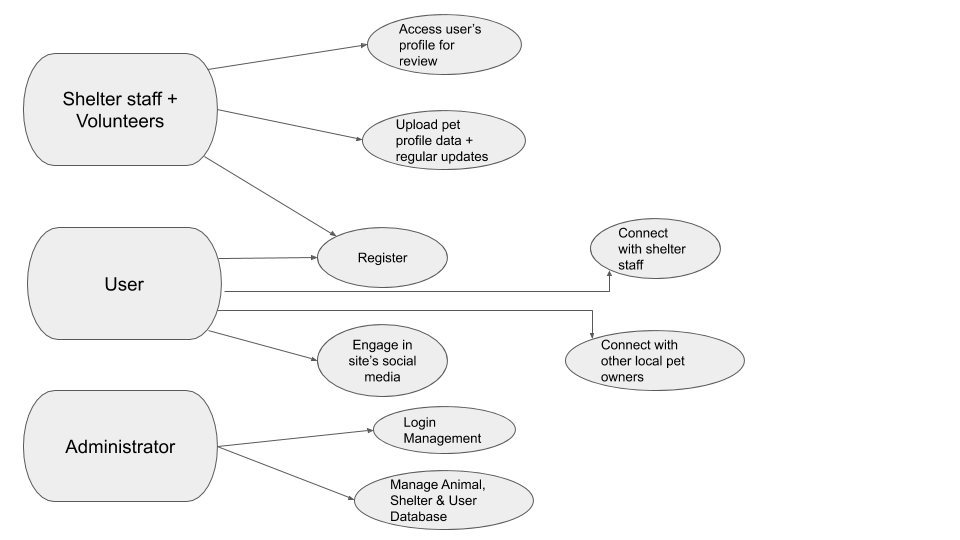 Access user's
profile for
review
Shelter staff +
Volunteers
Upload pet
profile data +
regular updates
Register
Connect
with shelter
staff
User
Engage in
site's social
media
Connect with
other local pet
owners
Administrator
Login
Management
Manage Animal,
Shelter & User
Database